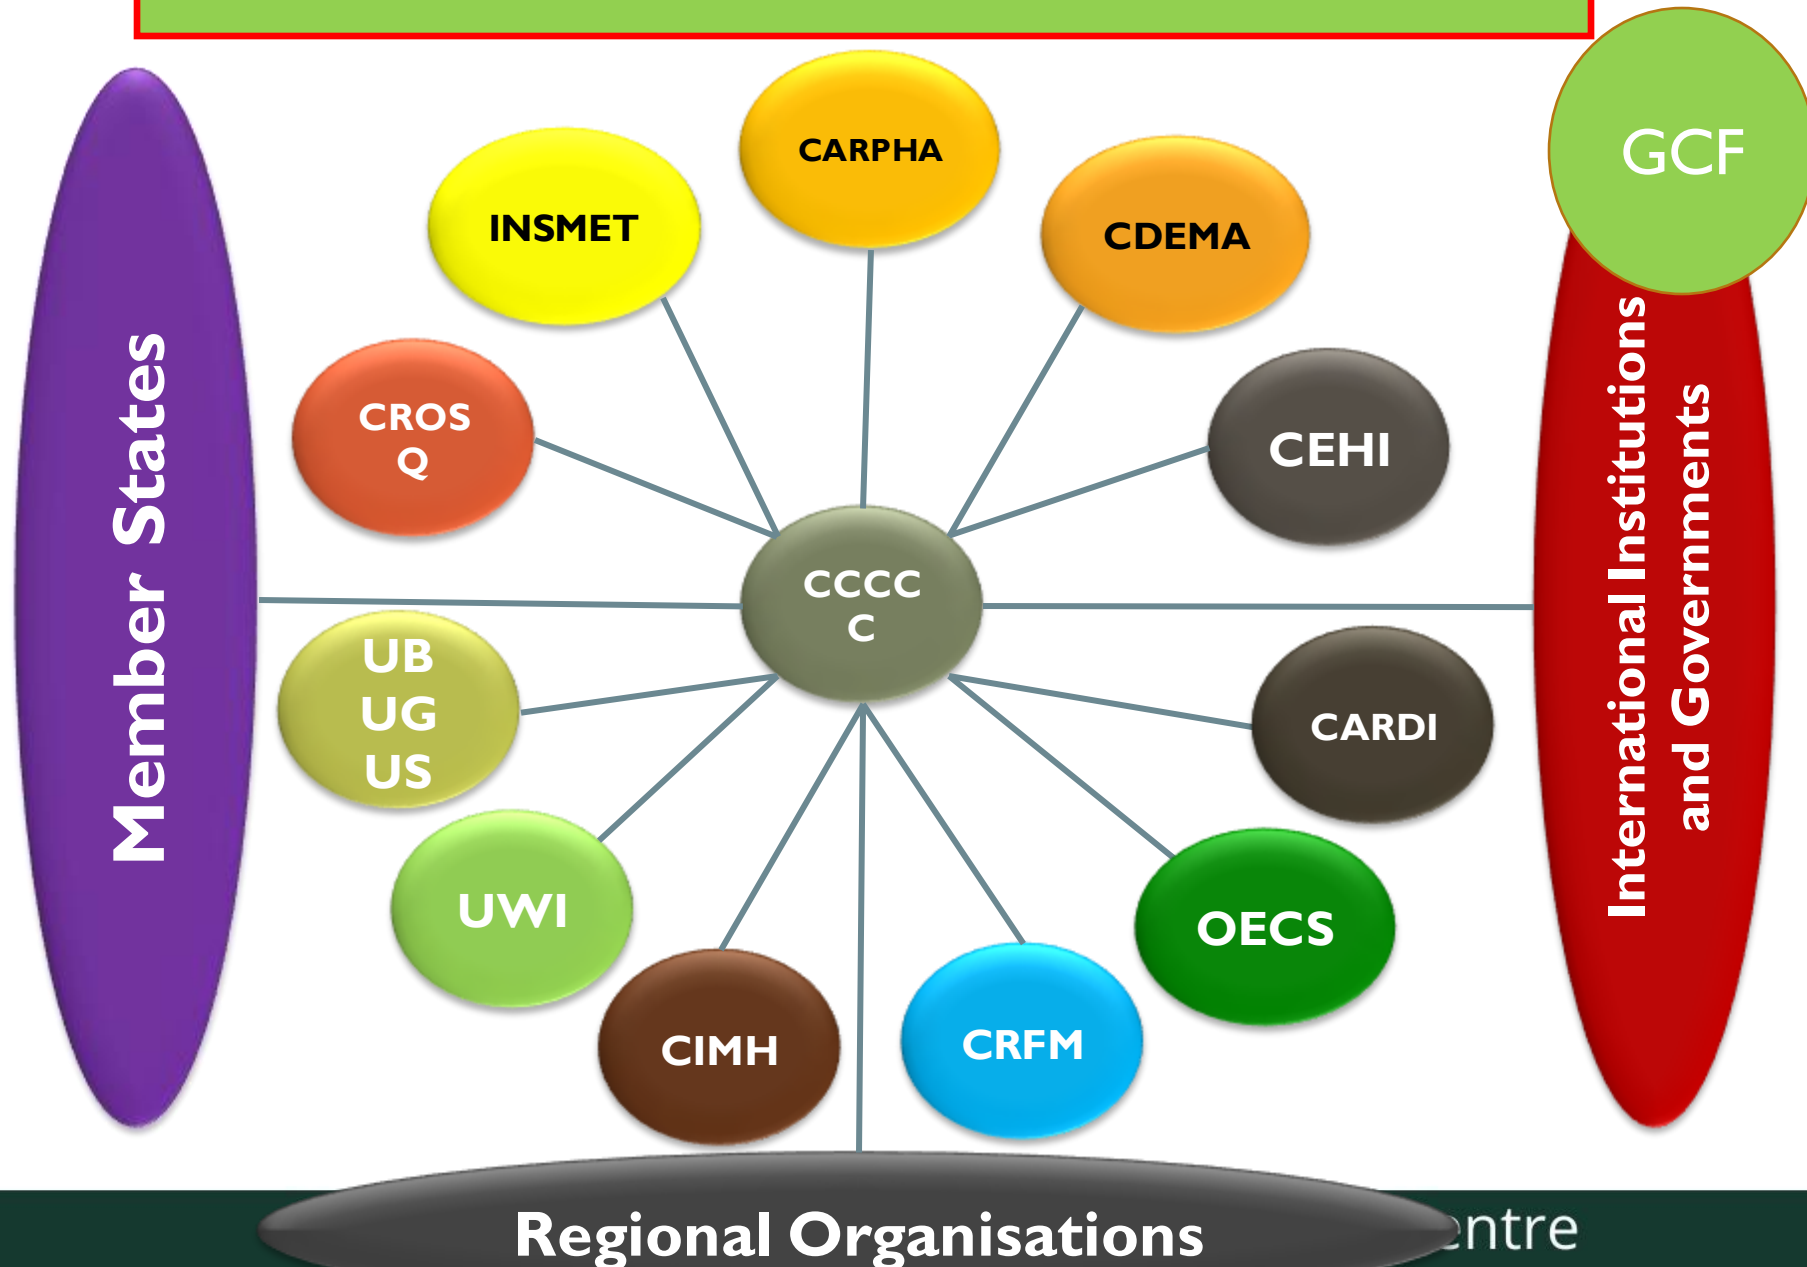 CARPHA
GCF
INSMET
CDEMA
CROS
Q
CEHI
Member States
International Institutions
and Governments
CCCC
C
UB
UG
US
CARDI
UWI
OECS
CIMH
CRFM
Regional Organisations
entre